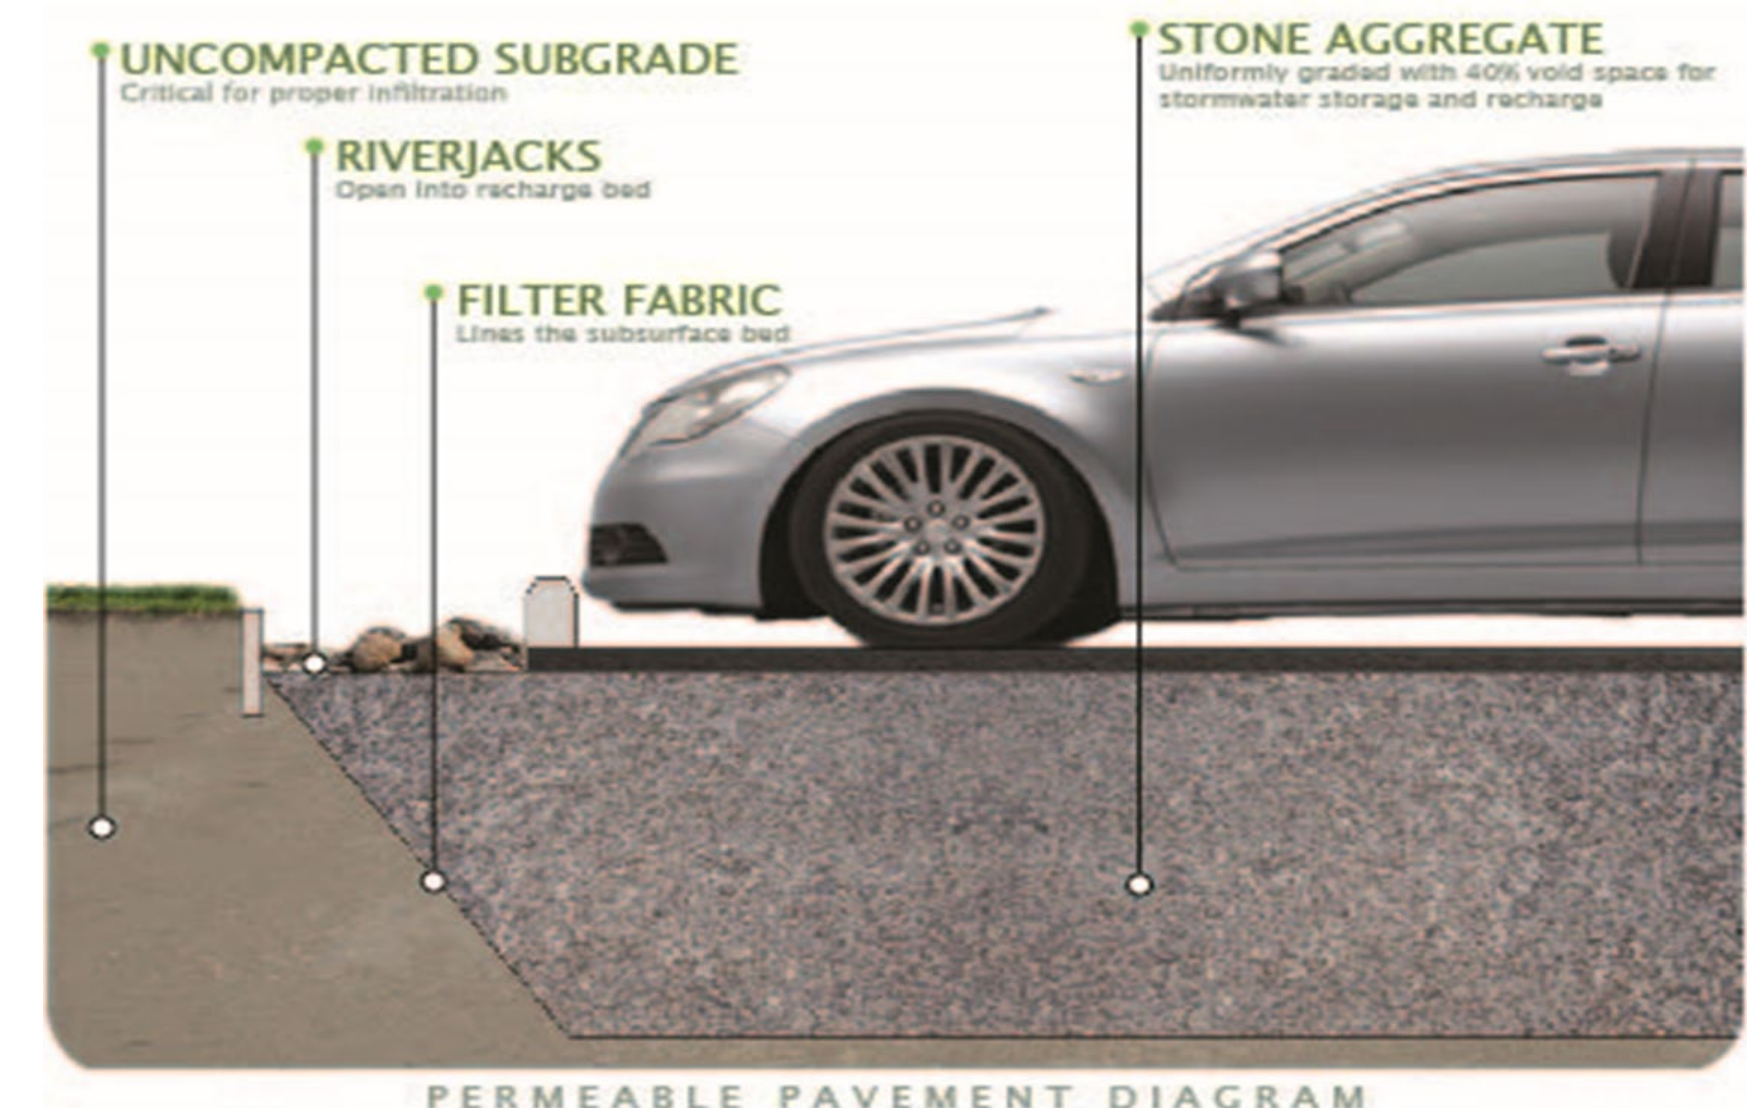 UNCOMPACTED SUBGRADE
Critical for proper infiltration
RIVERJACKS
Open into recharge bed
FILTER FABRIC
Lines the subsurface bed
STONE AGGREGATE
Uniformly graded with 40% void space for
stormwater storage and recharge
PERMEABLE PAVEMENT DIAGRAM